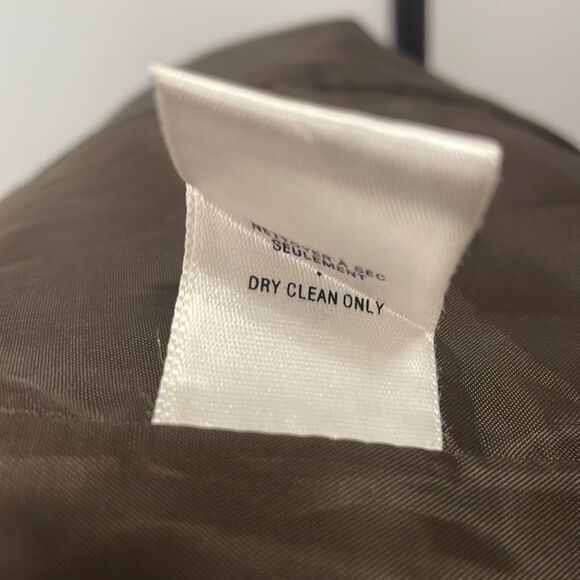 NETTOYER À SEC
SEULEMENT
•
DRY CLEAN ONLY